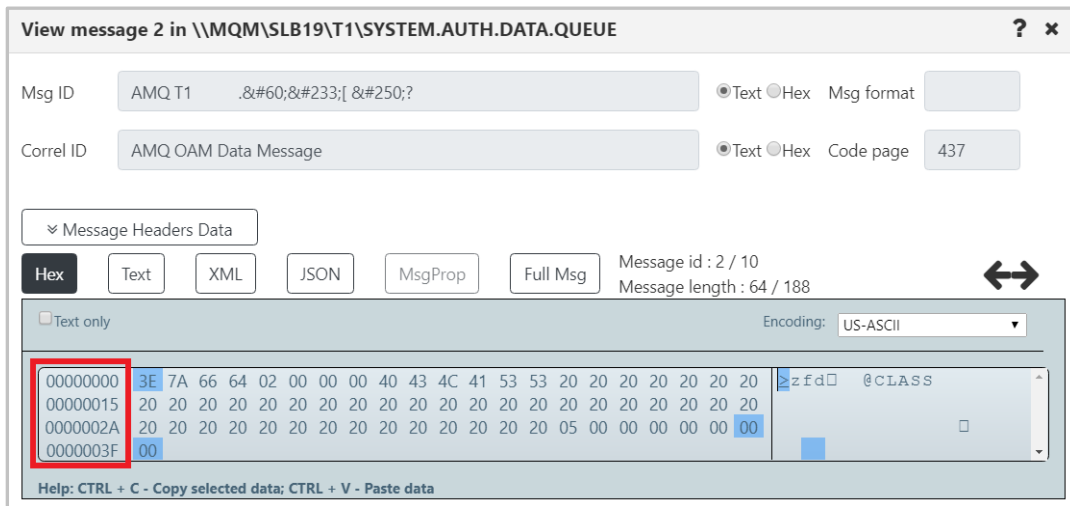 View message 2 in \\MQM\SLB19\T1\SYSTEM.AUTH.DATA.QUEUE ? ×
Msg ID AMQ T1 .&#60;&#233;[ &#250;? Text Hex Msg format
Correl ID AMQ OAM Data Message Text Hex Code page 437
Message Headers Data
Hex Text XML JSON MsgProp Full Msg Message id : 2 / 10
Message length : 64 / 188
Text only Encoding: US-ASCII
00000000 3E 7A 66 64 02 00 00 00 40 43 4C 41 53 53 20 20 20 20 20 20 20 >zfd□ @CLASS
00000015 20 20 20 20 20 20 20 20 20 20 20 20 20 20 20 20 20 20 20 20 20
0000002A 20 20 20 20 20 20 20 20 20 20 20 20 20 20 05 00 00 00 00 00 00 □
0000003F 00
Help: CTRL + C - Copy selected data; CTRL + V - Paste data